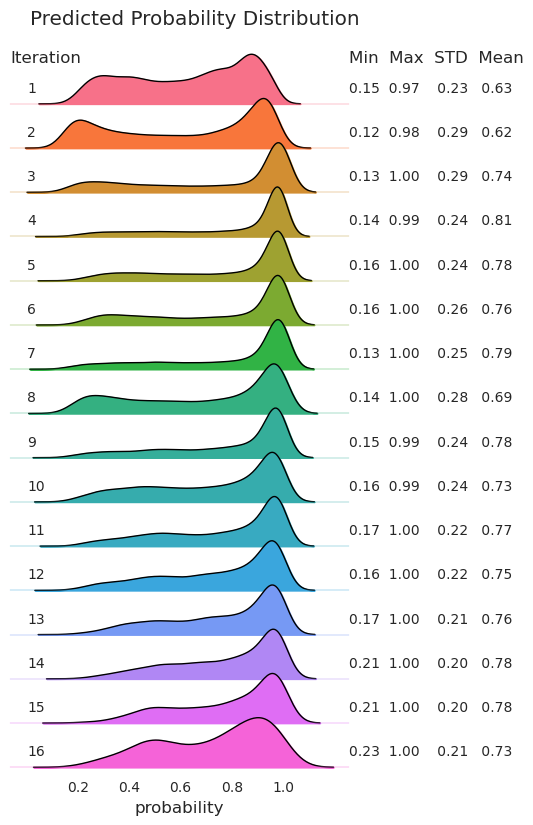 Predicted Probability Distribution
Iteration Min Max STD Mean
1 0.15 0.97 0.23 0.63
2 0.12 0.98 0.29 0.62
3 0.13 1.00 0.29 0.74
4 0.14 0.99 0.24 0.81
5 0.16 1.00 0.24 0.78
6 0.16 1.00 0.26 0.76
7 0.13 1.00 0.25 0.79
8 0.14 1.00 0.28 0.69
9 0.15 0.99 0.24 0.78
10 0.16 0.99 0.24 0.73
11 0.17 1.00 0.22 0.77
12 0.16 1.00 0.22 0.75
13 0.17 1.00 0.21 0.76
14 0.21 1.00 0.20 0.78
15 0.21 1.00 0.20 0.78
16 0.23 1.00 0.21 0.73
0.2 0.4 0.6 0.8 1.0
probability